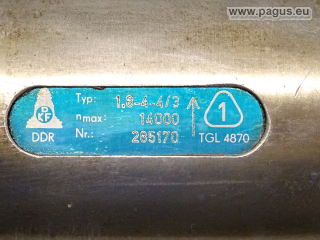 www.pagus.eu
Typ: 1.8-4-4/3
nmax: 14000
Nr.: 285170
DDR
1
TGL 4870